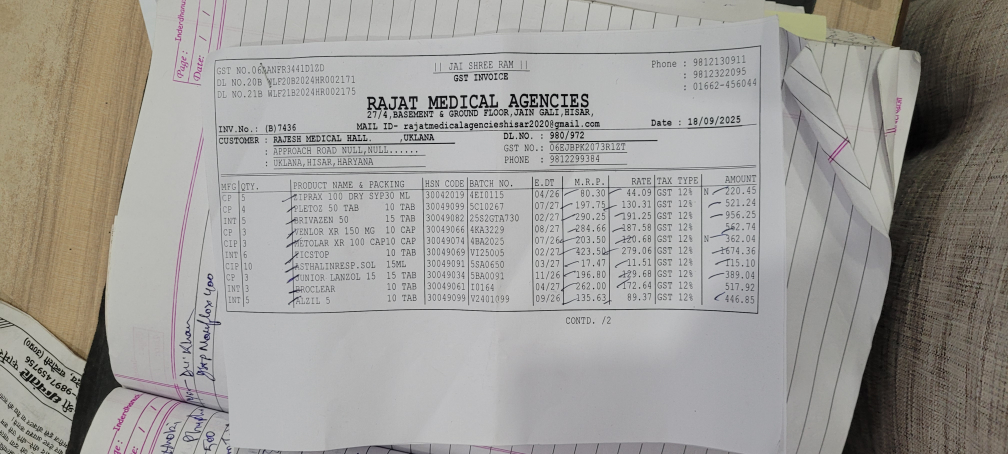 || JAI SHREE RAM ||
GST INVOICE
GST NO.06AANFR3441D1ZD
DL NO.20B WLF20B2024HR002171
DL NO.21B WLF21B2024HR002175
Phone : 9812130911
: 9812322095
: 01662-456044
RAJAT MEDICAL AGENCIES
27/4,BASEMENT & GROUND FLOOR,JAIN GALI,HISAR,
MAIL ID- rajatmedicalagencieshisar2020@gmail.com
INV.No.: (B)7436
Date : 18/09/2025
CUSTOMER : RAJESH MEDICAL HALL. ,UKLANA
: APPROACH ROAD NULL,NULL......
: UKLANA,HISAR,HARYANA
DL.NO. : 980/972
GST NO.: 06EJBPK2073R1ZT
PHONE : 9812299384
MFG QTY. PRODUCT NAME & PACKING HSN CODE BATCH NO. E.DT M.R.P. RATE TAX TYPE AMOUNT
CP 5 ZIPRAX 100 DRY SYP30 ML 30042019 4EI0115 04/26 80.30 44.09 GST 12% N 220.45
CP 4 PLETOZ 50 TAB 10 TAB 30049099 5C10267 07/27 197.75 130.31 GST 12% 521.24
INT 5 BRIVAZEN 50 15 TAB 30049082 25S2GTA730 02/27 290.25 191.25 GST 12% 956.25
CP 3 VENLOR XR 150 MG 10 CAP 30049066 4KA3229 08/27 284.66 187.58 GST 12% 562.74
CIP 3 METOLAR XR 100 CAP10 CAP 30049074 4BA2025 07/26 203.50 120.68 GST 12% N 362.04
INT 6 PICSTOP 10 TAB 30049069 VI25005 02/27 423.50 279.06 GST 12% 1674.36
CIP 10 ASTHALINRESP.SOL 15ML 30049091 5SA0650 03/27 17.47 11.51 GST 12% 115.10
CP 3 JUNIOR LANZOL 15 15 TAB 30049034 5BA0091 11/26 196.80 129.68 GST 12% 389.04
INT 3 BROCLEAR 10 TAB 30049061 I0164 04/27 262.00 172.64 GST 12% 517.92
INT 5 ALZIL 5 10 TAB 30049099 V2401099 09/26 135.63 89.37 GST 12% 446.85
CONTD. /2
Page:
Date:
Dr. Khan